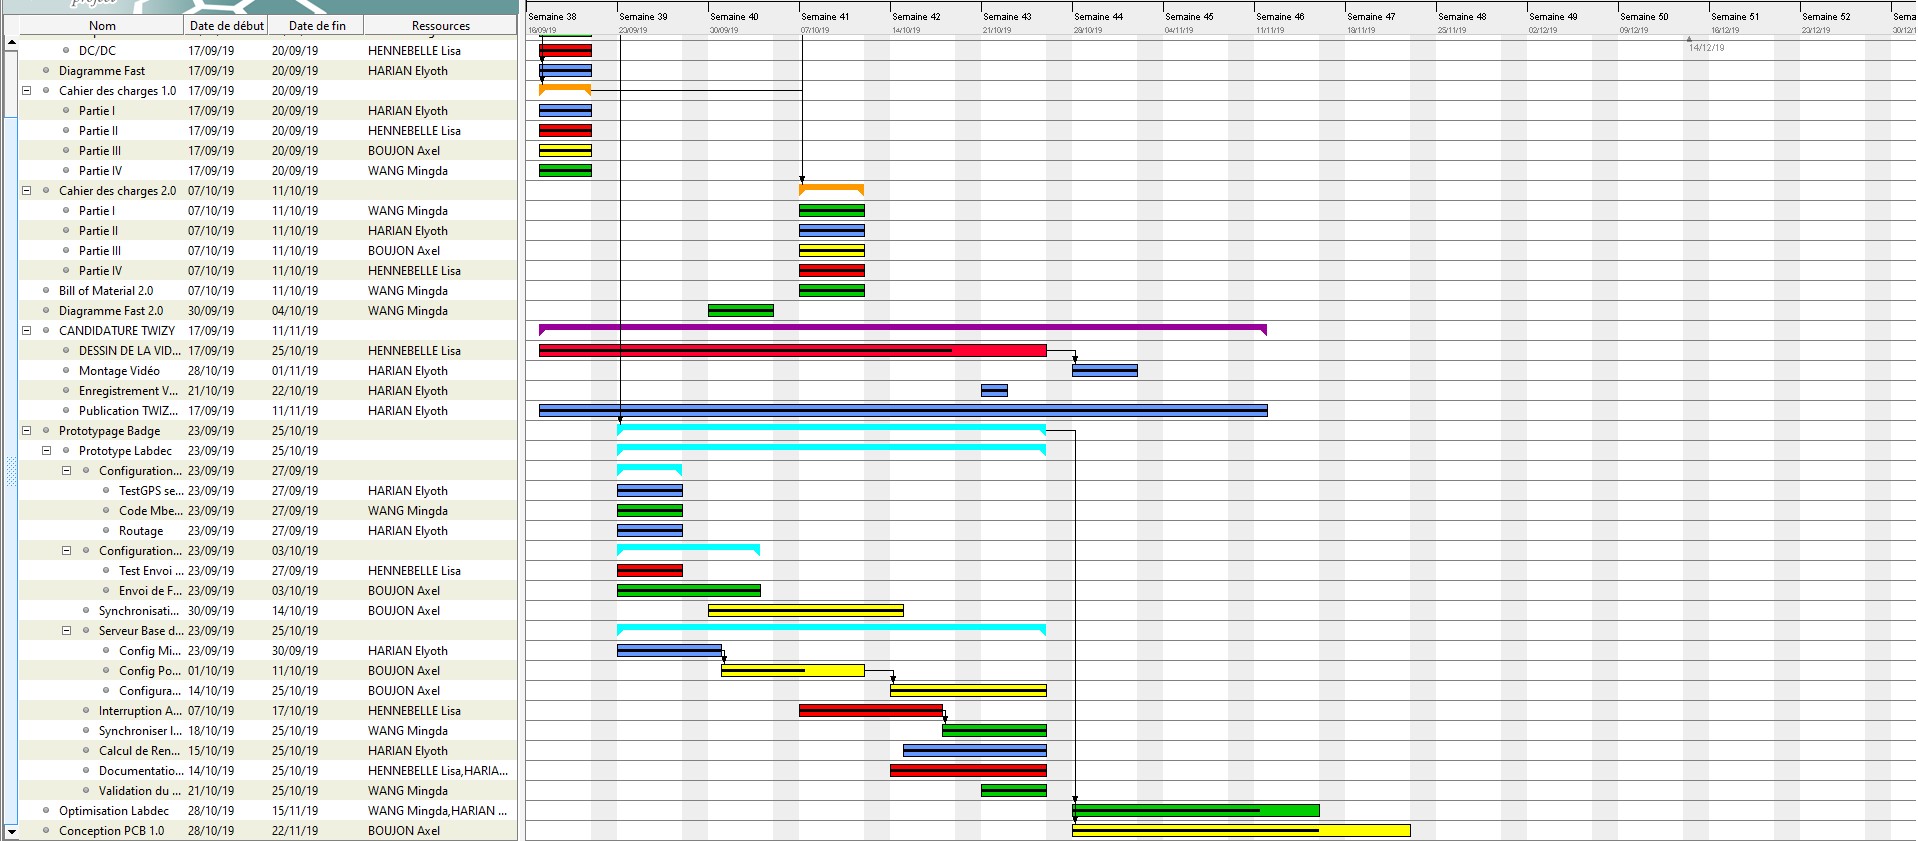 project
Nom Date de début Date de fin Ressources
Semaine 38 Semaine 39 Semaine 40 Semaine 41 Semaine 42 Semaine 43 Semaine 44 Semaine 45 Semaine 46 Semaine 47 Semaine 48 Semaine 49 Semaine 50 Semaine 51 Semaine 52 Sema
16/09/19 23/09/19 30/09/19 07/10/19 14/10/19 21/10/19 28/10/19 04/11/19 11/11/19 18/11/19 25/11/19 02/12/19 09/12/19 16/12/19 23/12/19 30/12/1
14/12/19
DC/DC 17/09/19 20/09/19 HENNEBELLE Lisa
Diagramme Fast 17/09/19 20/09/19 HARIAN Elyoth
Cahier des charges 1.0 17/09/19 20/09/19
Partie I 17/09/19 20/09/19 HARIAN Elyoth
Partie II 17/09/19 20/09/19 HENNEBELLE Lisa
Partie III 17/09/19 20/09/19 BOUJON Axel
Partie IV 17/09/19 20/09/19 WANG Mingda
Cahier des charges 2.0 07/10/19 11/10/19
Partie I 07/10/19 11/10/19 WANG Mingda
Partie II 07/10/19 11/10/19 HARIAN Elyoth
Partie III 07/10/19 11/10/19 BOUJON Axel
Partie IV 07/10/19 11/10/19 HENNEBELLE Lisa
Bill of Material 2.0 07/10/19 11/10/19 WANG Mingda
Diagramme Fast 2.0 30/09/19 04/10/19 WANG Mingda
CANDIDATURE TWIZY 17/09/19 11/11/19
DESSIN DE LA VID... 17/09/19 25/10/19 HENNEBELLE Lisa
Montage Vidéo 28/10/19 01/11/19 HARIAN Elyoth
Enregistrement V... 21/10/19 22/10/19 HARIAN Elyoth
Publication TWIZ... 17/09/19 11/11/19 HARIAN Elyoth
Prototypage Badge 23/09/19 25/10/19
Prototype Labdec 23/09/19 25/10/19
Configuration... 23/09/19 27/09/19
TestGPS se... 23/09/19 27/09/19 HARIAN Elyoth
Code Mbe... 23/09/19 27/09/19 WANG Mingda
Routage 23/09/19 27/09/19 HARIAN Elyoth
Configuration... 23/09/19 03/10/19
Test Envoi ... 23/09/19 27/09/19 HENNEBELLE Lisa
Envoi de F... 23/09/19 03/10/19 BOUJON Axel
Synchronisati... 30/09/19 14/10/19 BOUJON Axel
Serveur Base d... 23/09/19 25/10/19
Config Mi... 23/09/19 30/09/19 HARIAN Elyoth
Config Po... 01/10/19 11/10/19 BOUJON Axel
Configura... 14/10/19 25/10/19 BOUJON Axel
Interruption A... 07/10/19 17/10/19 HENNEBELLE Lisa
Synchroniser l... 18/10/19 25/10/19 WANG Mingda
Calcul de Ren... 15/10/19 25/10/19 HARIAN Elyoth
Documentatio... 14/10/19 25/10/19 HENNEBELLE Lisa,HARIA...
Validation du ... 21/10/19 25/10/19 WANG Mingda
Optimisation Labdec 28/10/19 15/11/19 WANG Mingda,HARIAN ...
Conception PCB 1.0 28/10/19 22/11/19 BOUJON Axel